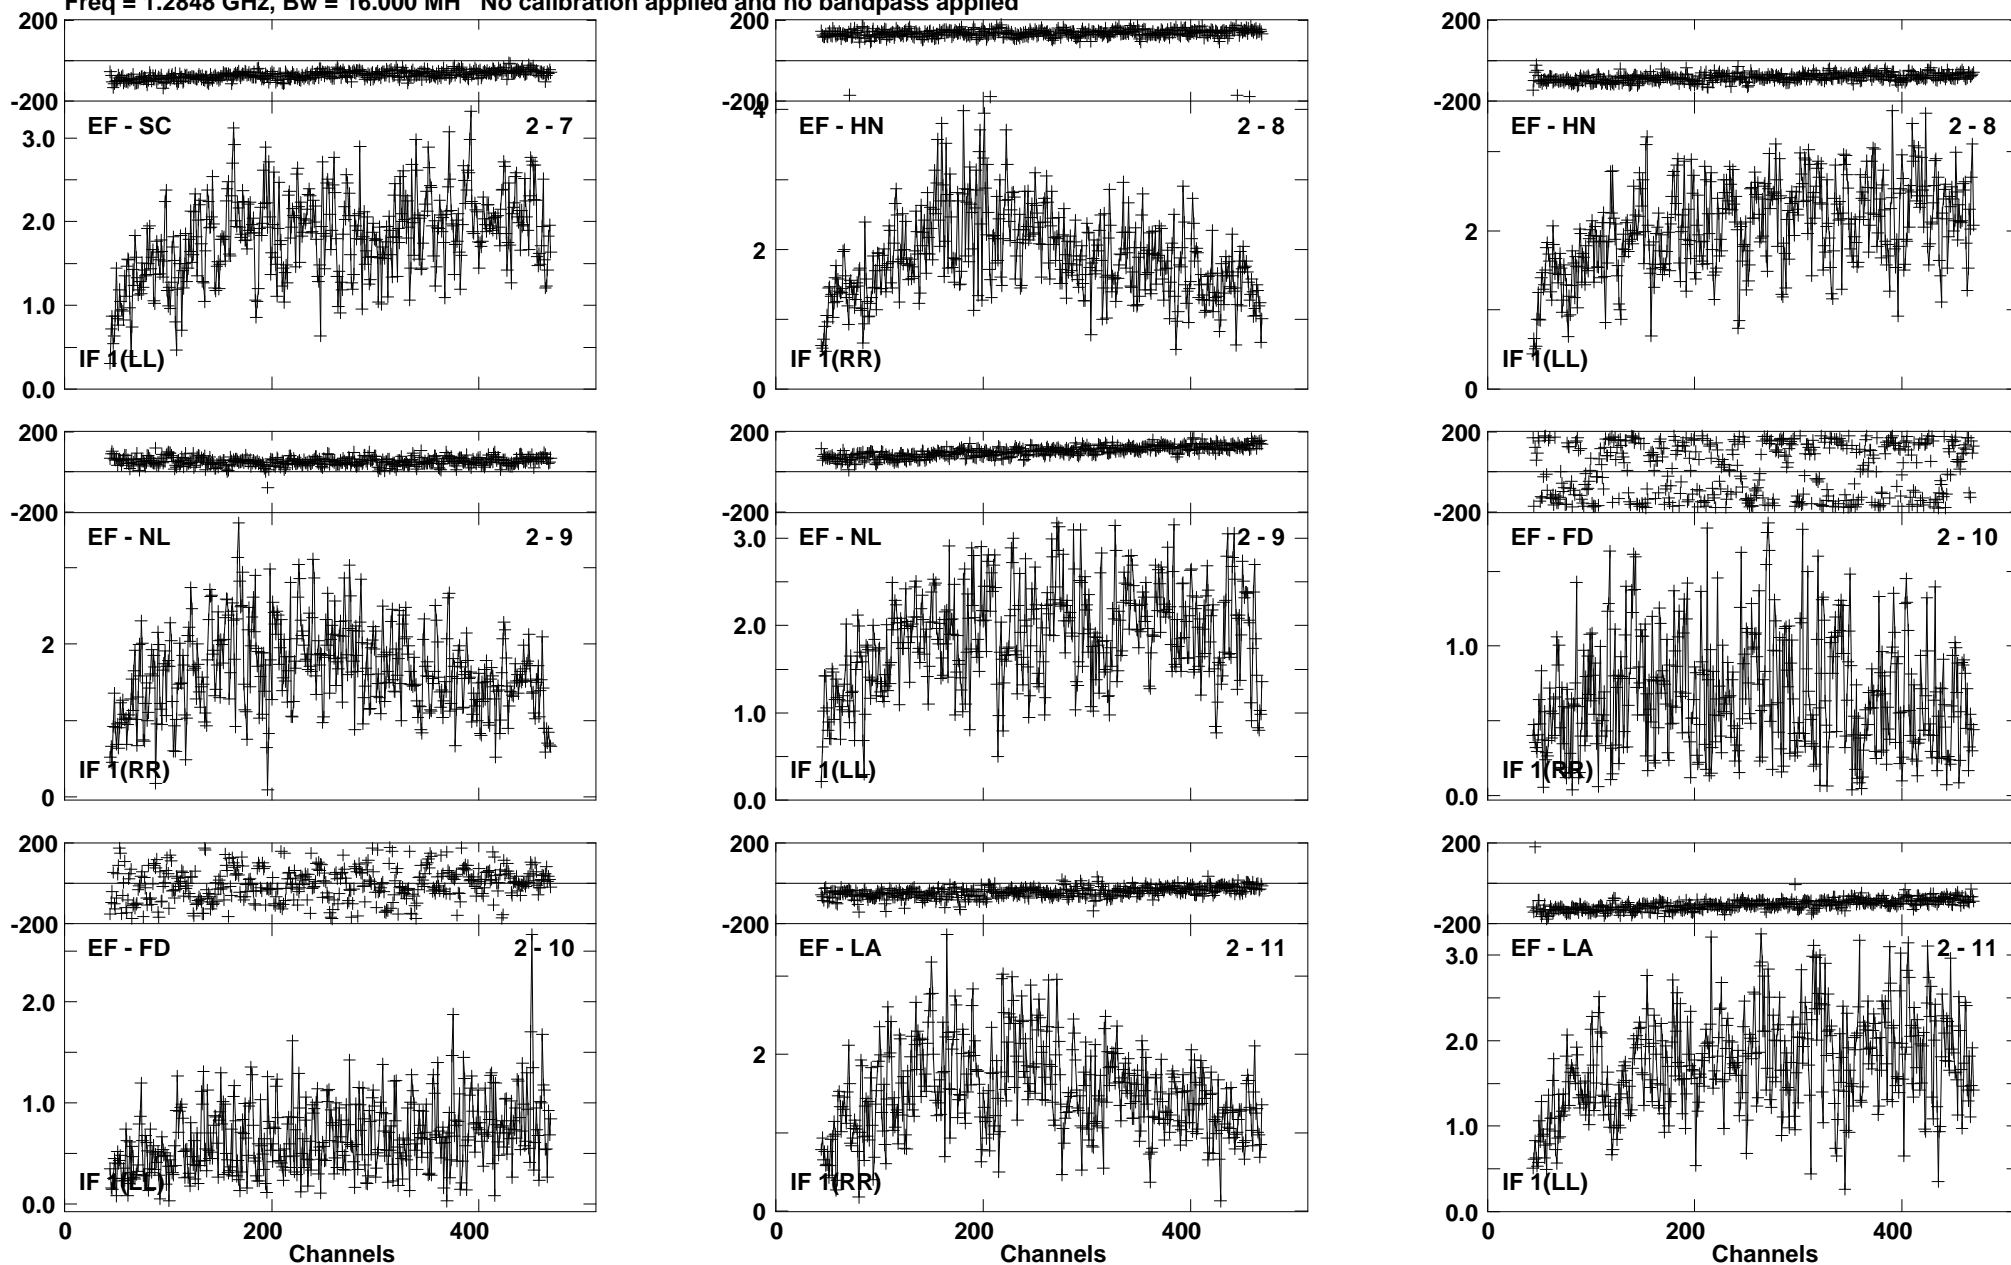 Freq = 1.2848 GHz, Bw = 16.000 MH No calibration applied and no bandpass applied
200
-200
EF - SC
2 - 7
3.0
2.0
1.0
0.0
IF 1(LL)
200
-200
4
EF - HN
2 - 8
2
0
IF 1(RR)
200
-200
EF - HN
2 - 8
2
0
IF 1(LL)
200
-200
EF - NL
2 - 9
2
0
IF 1(RR)
200
-200
EF - NL
2 - 9
3.0
2.0
1.0
0.0
IF 1(LL)
200
-200
EF - FD
2 - 10
1.0
0.0
IF 1(RR)
200
-200
EF - FD
2 - 10
2.0
1.0
0.0
IF 1(LL)
0
200
400
Channels
200
-200
EF - LA
2 - 11
2
0
IF 1(RR)
0
200
400
Channels
200
-200
EF - LA
2 - 11
3.0
2.0
1.0
0.0
IF 1(LL)
0
200
400
Channels